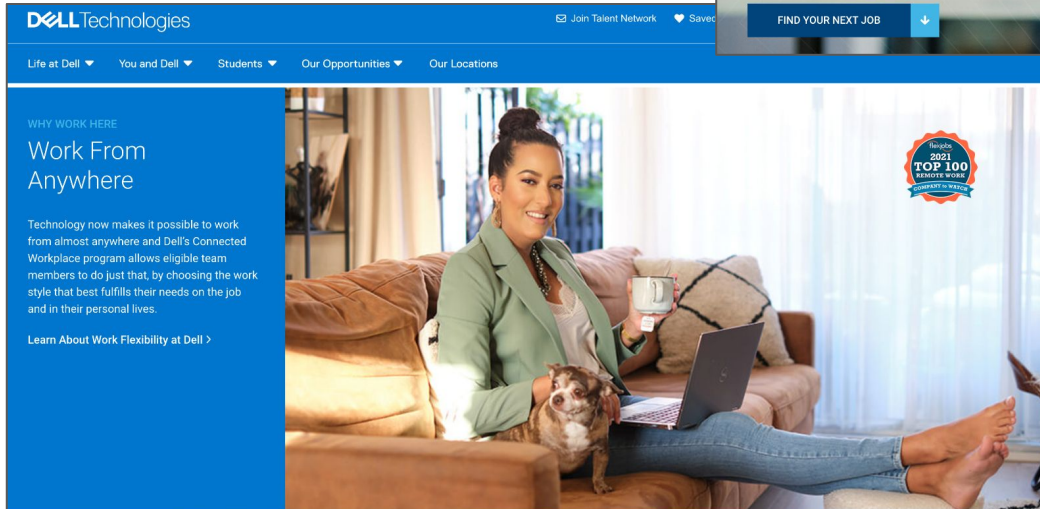 DELLTechnologies
Join Talent Network Saved
FIND YOUR NEXT JOB
Life at Dell You and Dell Students Our Opportunities Our Locations
WHY WORK HERE
Work From
Anywhere
Technology now makes it possible to work
from almost anywhere and Dell's Connected
Workplace program allows eligible team
members to do just that, by choosing the work
style that best fulfills their needs on the job
and in their personal lives.
Learn About Work Flexibility at Dell >
flexjobs
2021
TOP 100
REMOTE WORK
COMPANY to WATCH